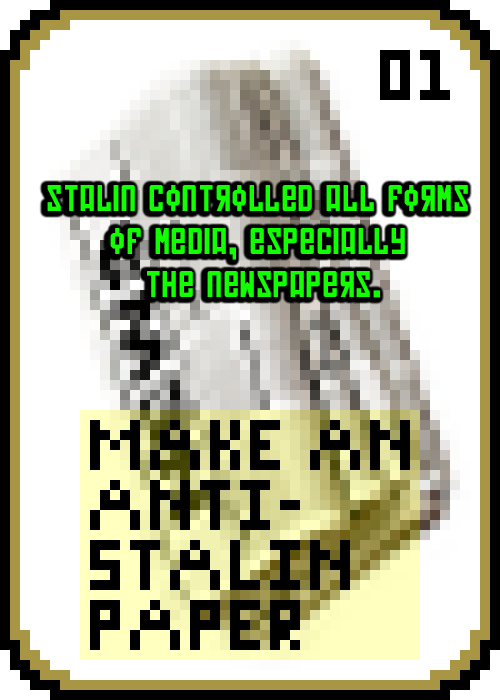 01
STALIN CONTROLLED ALL FORMS
OF MEDIA, ESPECIALLY
THE NEWSPAPERS.
MAKE AN
ANTI-
STALIN
PAPER